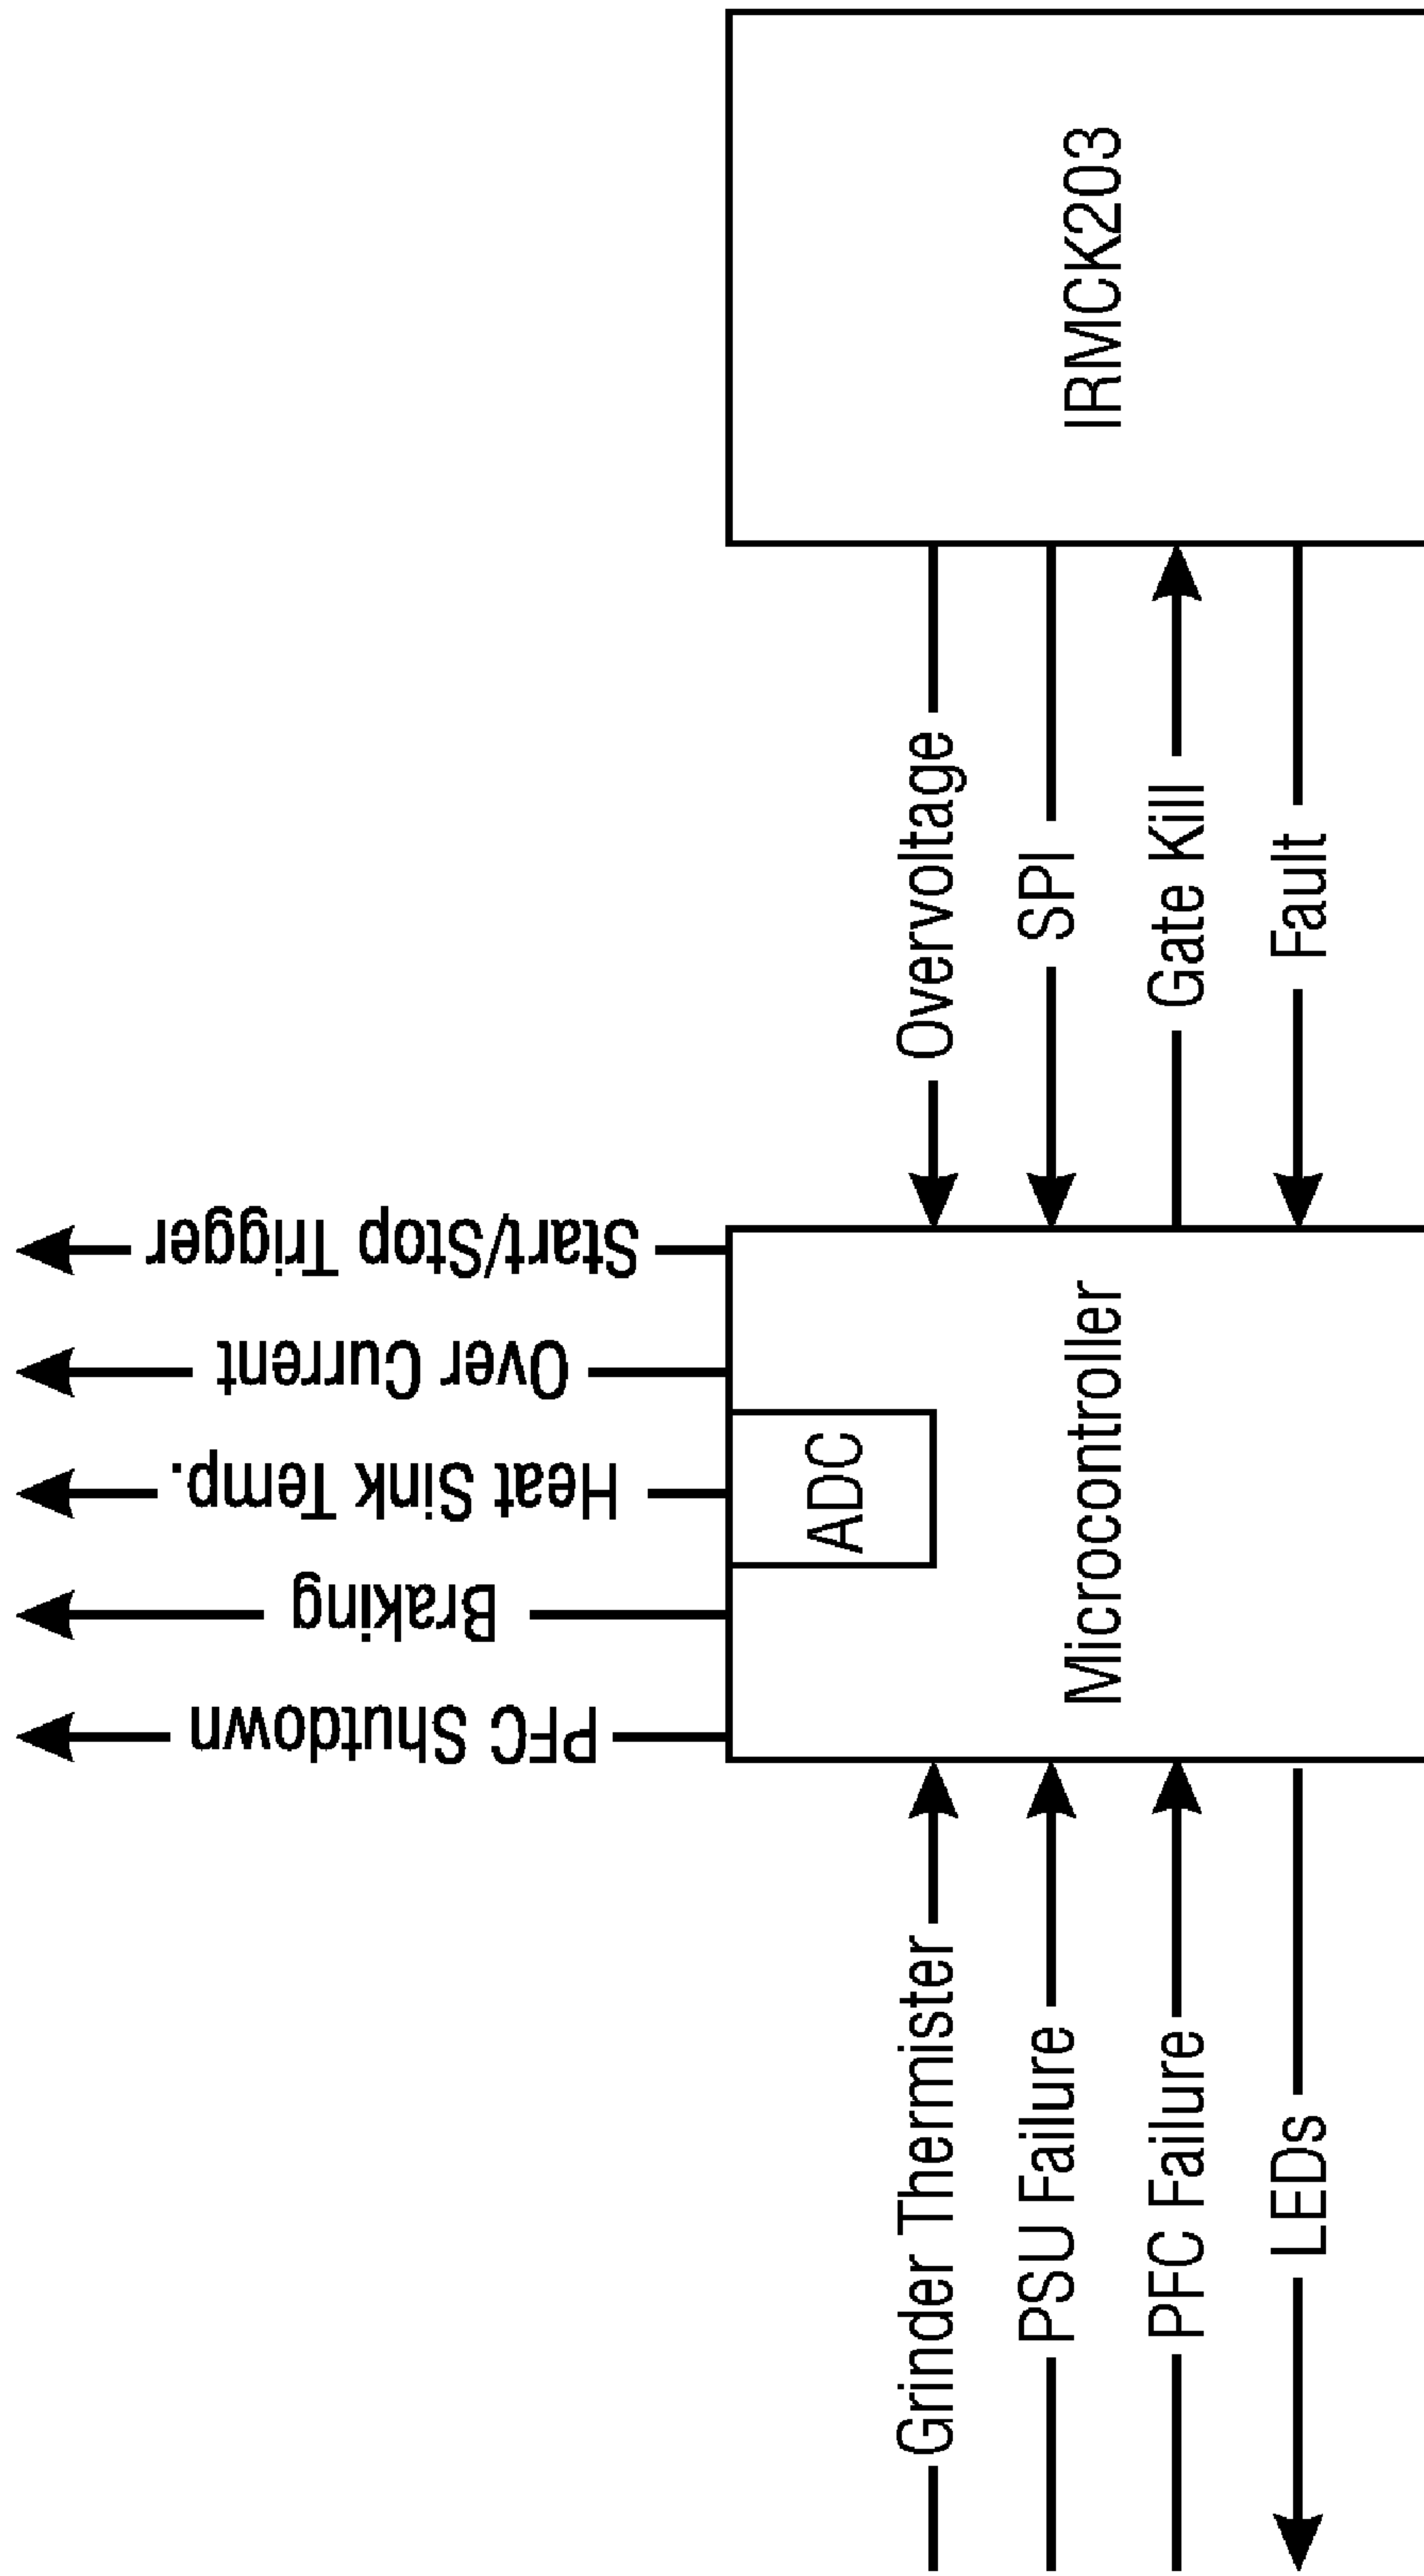 PFC Shutdown
Braking
Heat Sink Temp.
Over Current
Start/Stop Trigger
Grinder Thermister
PSU Failure
PFC Failure
LEDs
ADC
Microcontroller
Overvoltage
SPI
Gate Kill
Fault
IRMCK203